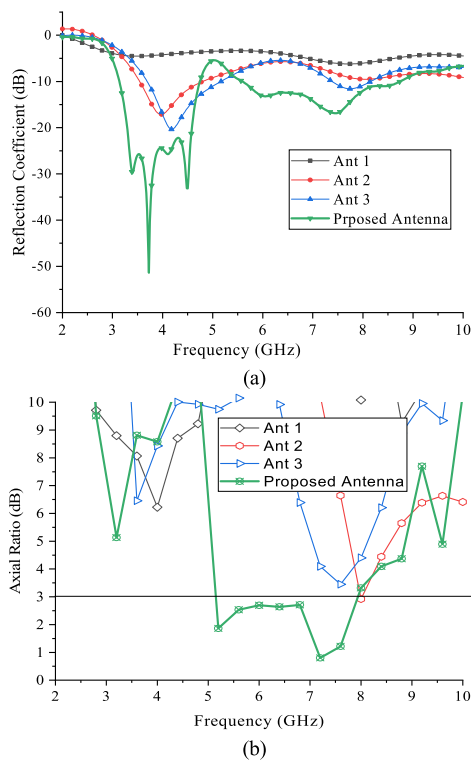 0
-10
-20
-30
-40
-50
-60
Reflection Coefficient (dB)
Ant 1
Ant 2
Ant 3
Prposed Antenna
2 3 4 5 6 7 8 9 10
Frequency (GHz)
(a)
10
9
8
7
6
5
4
3
2
1
0
Axial Ratio (dB)
Ant 1
Ant 2
Ant 3
Proposed Antenna
2 3 4 5 6 7 8 9 10
Frequency (GHz)
(b)